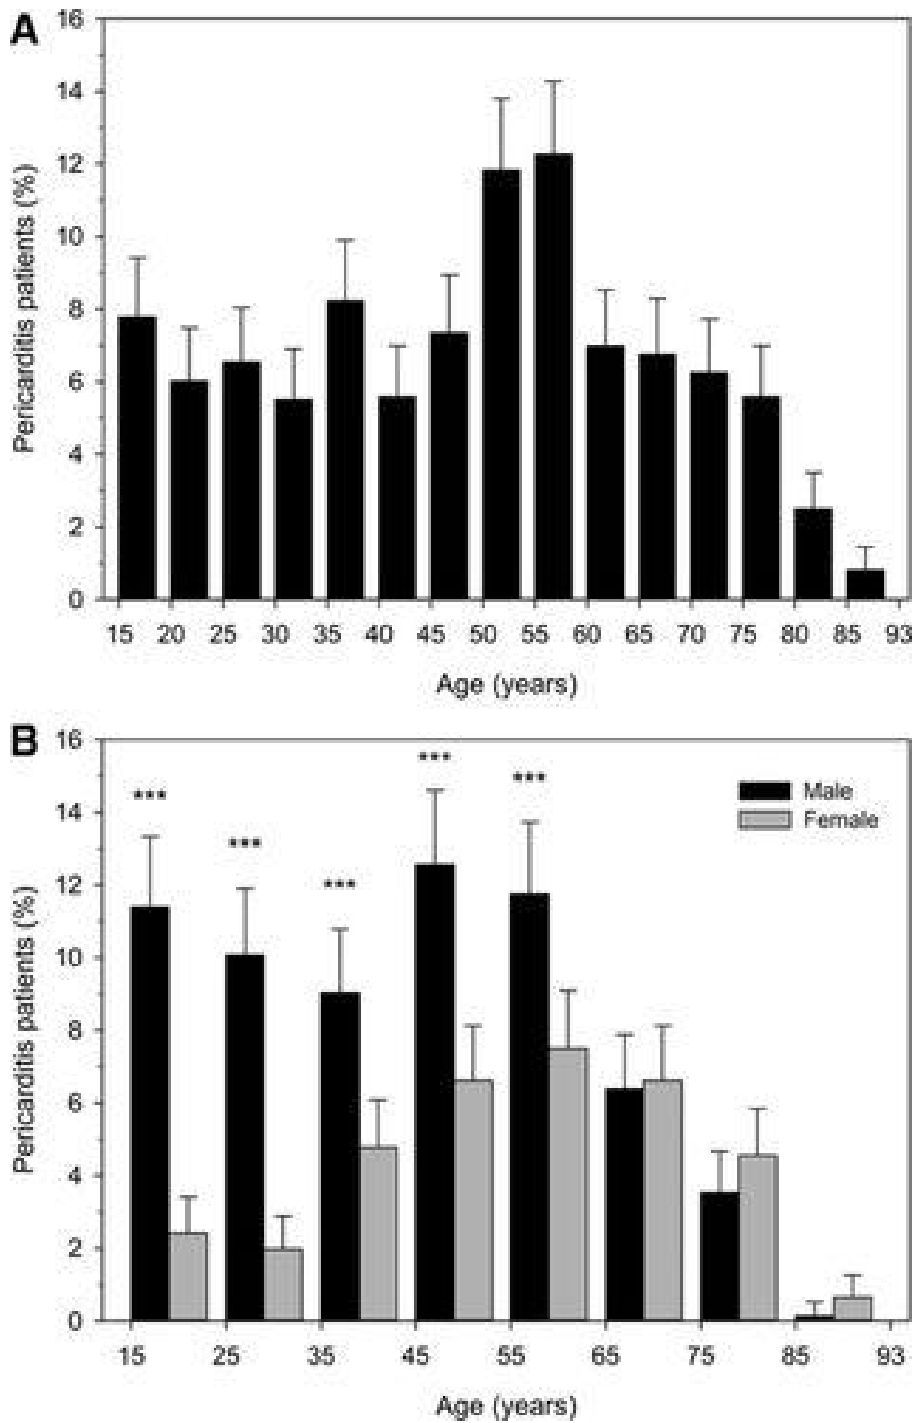 A
16
14
12
10
8
6
4
2
0
Pericarditis patients (%)
15 20 25 30 35 40 45 50 55 60 65 70 75 80 85 93
Age (years)
B
16
14
12
10
8
6
4
2
0
Pericarditis patients (%)
*** *** *** *** ***
Male
Female
15 25 35 45 55 65 75 85 93
Age (years)